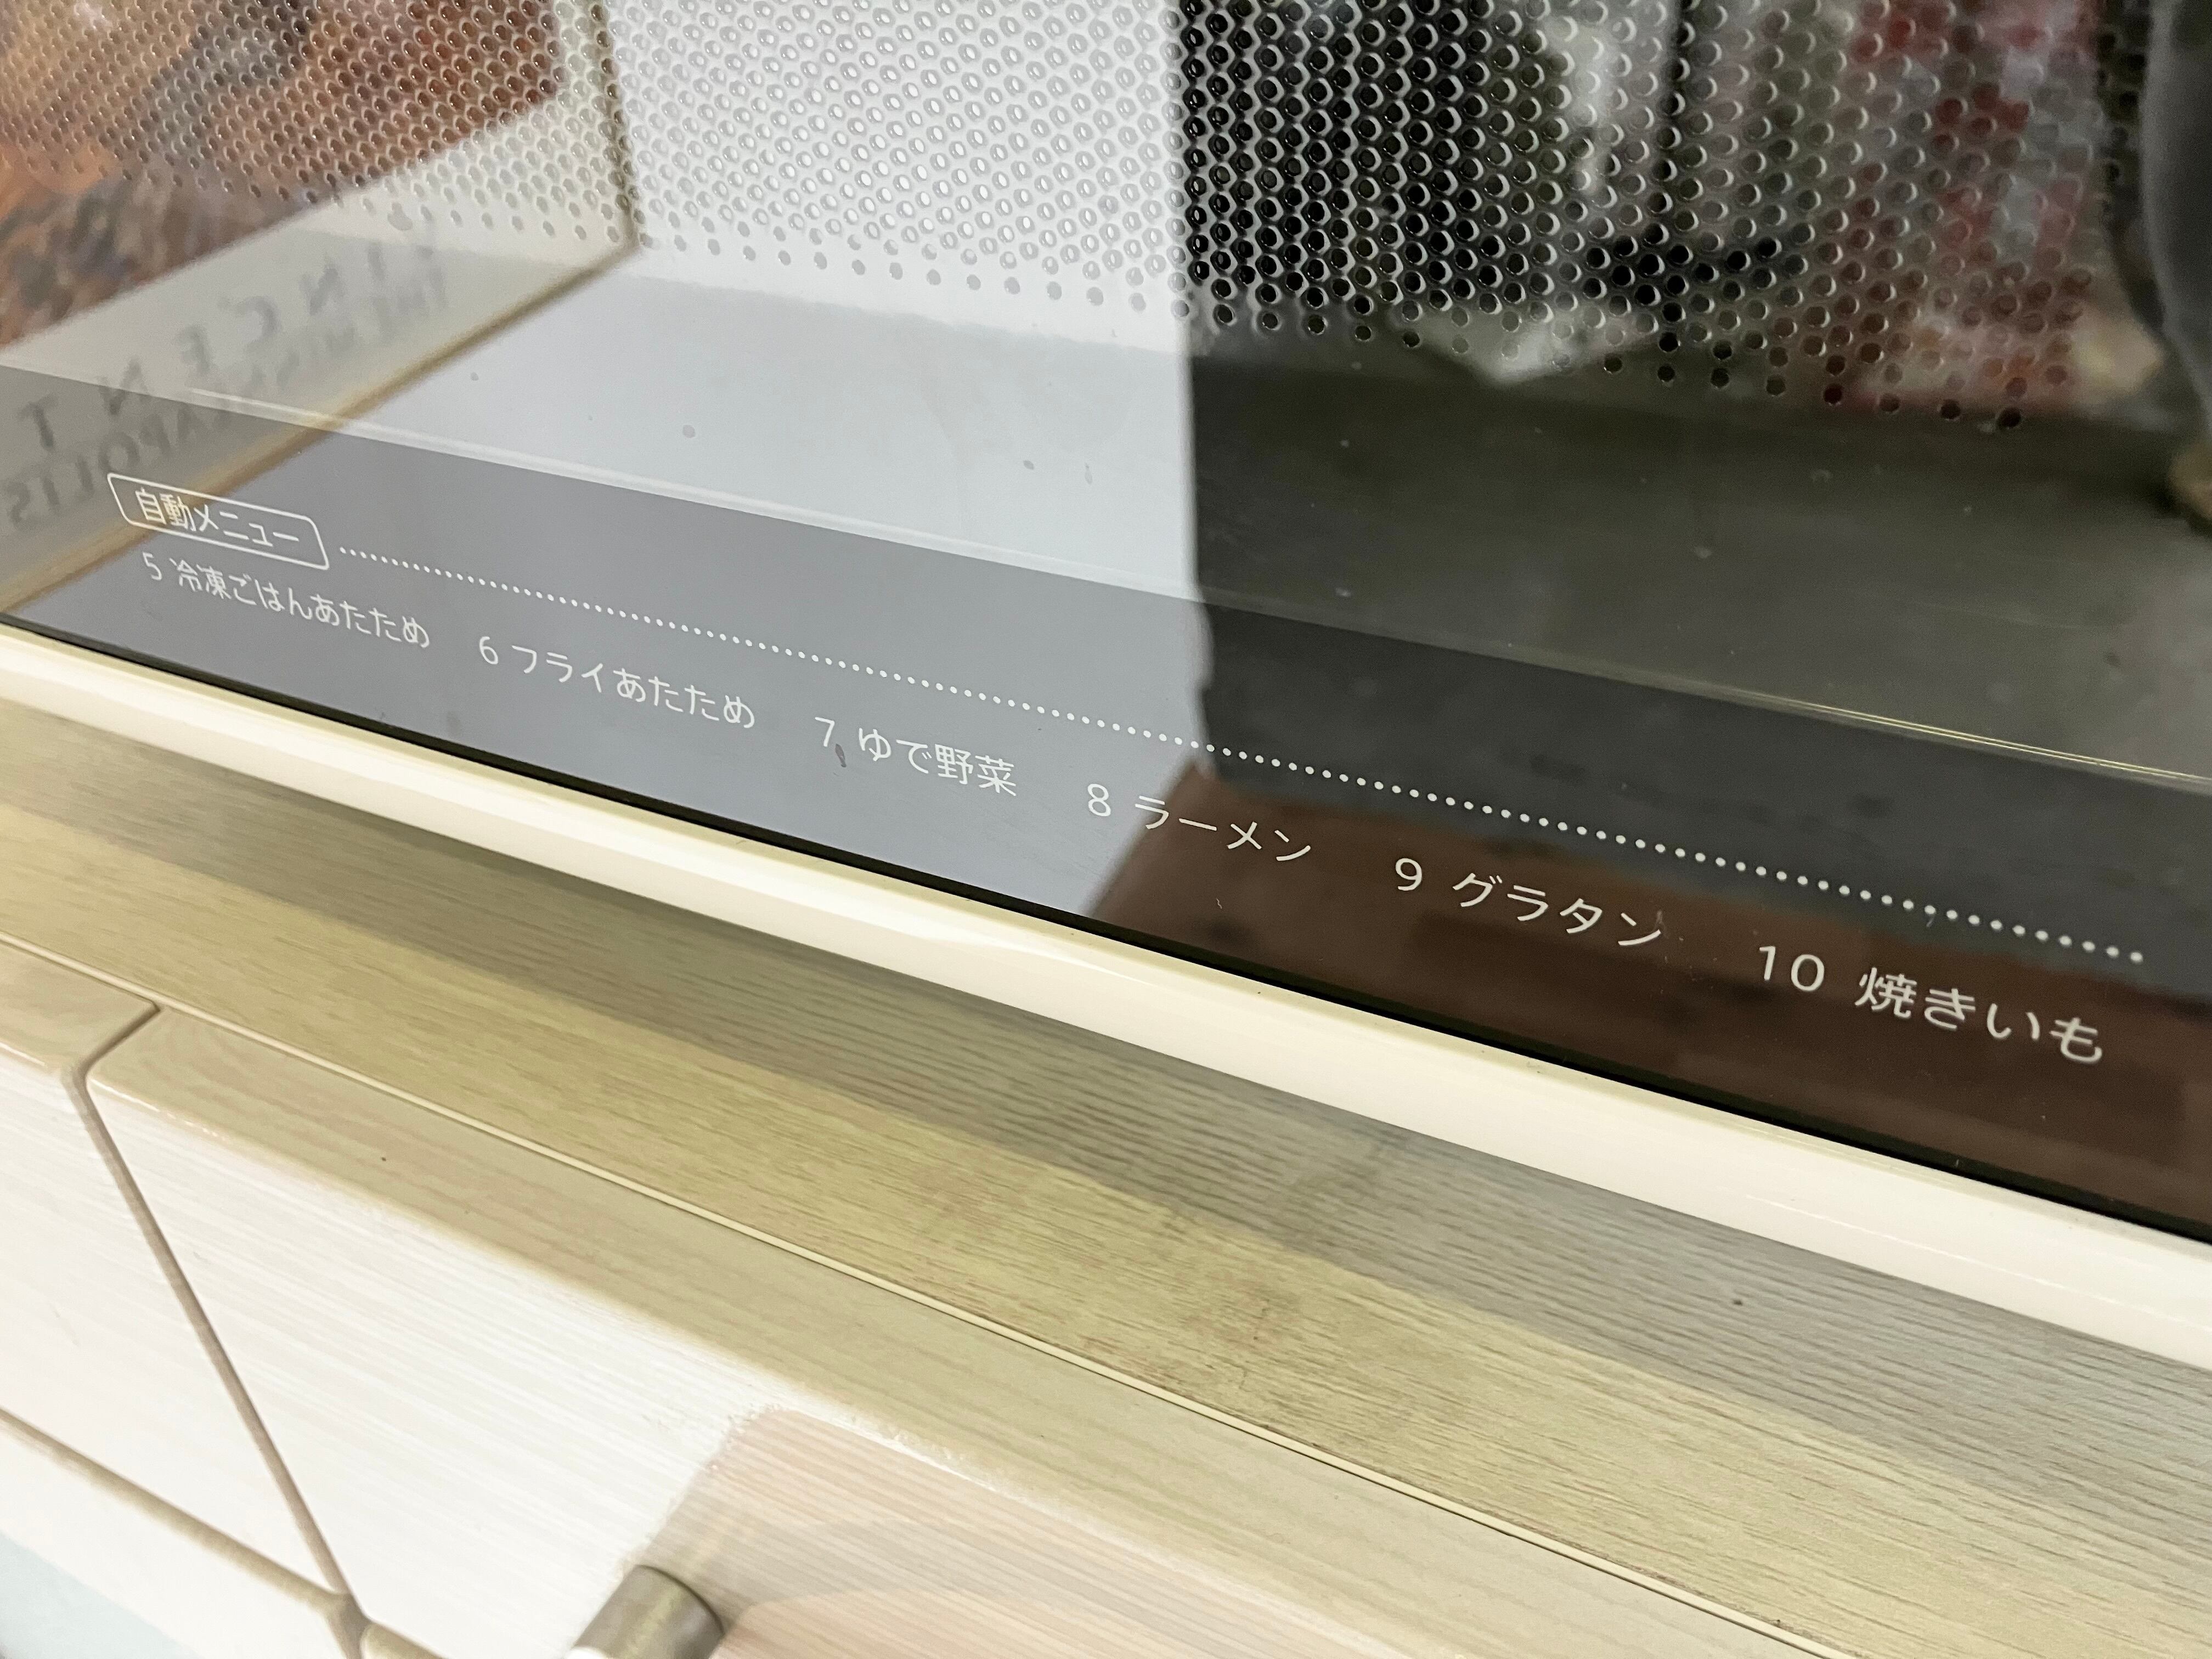 自動メニュー
5 冷凍ごはんあたため 6 フライあたため 7 ゆで野菜 8 ラーメン 9 グラタン 10 焼きいも